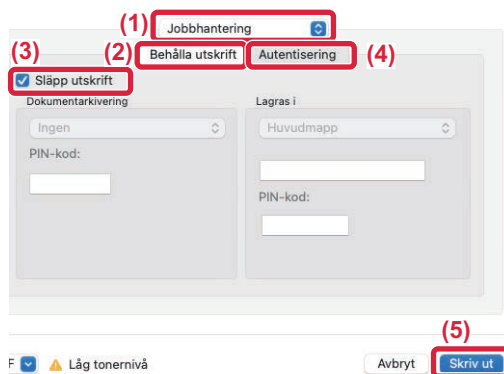 (1)
Jobbhantering
(2) Behålla utskrift Autentisering (4)
(3)
Släpp utskrift
Dokumentarkivering Lagras i
Ingen Huvudmapp
PIN-kod:
PIN-kod:
(5)
F Låg tonernivå Avbryt Skriv ut